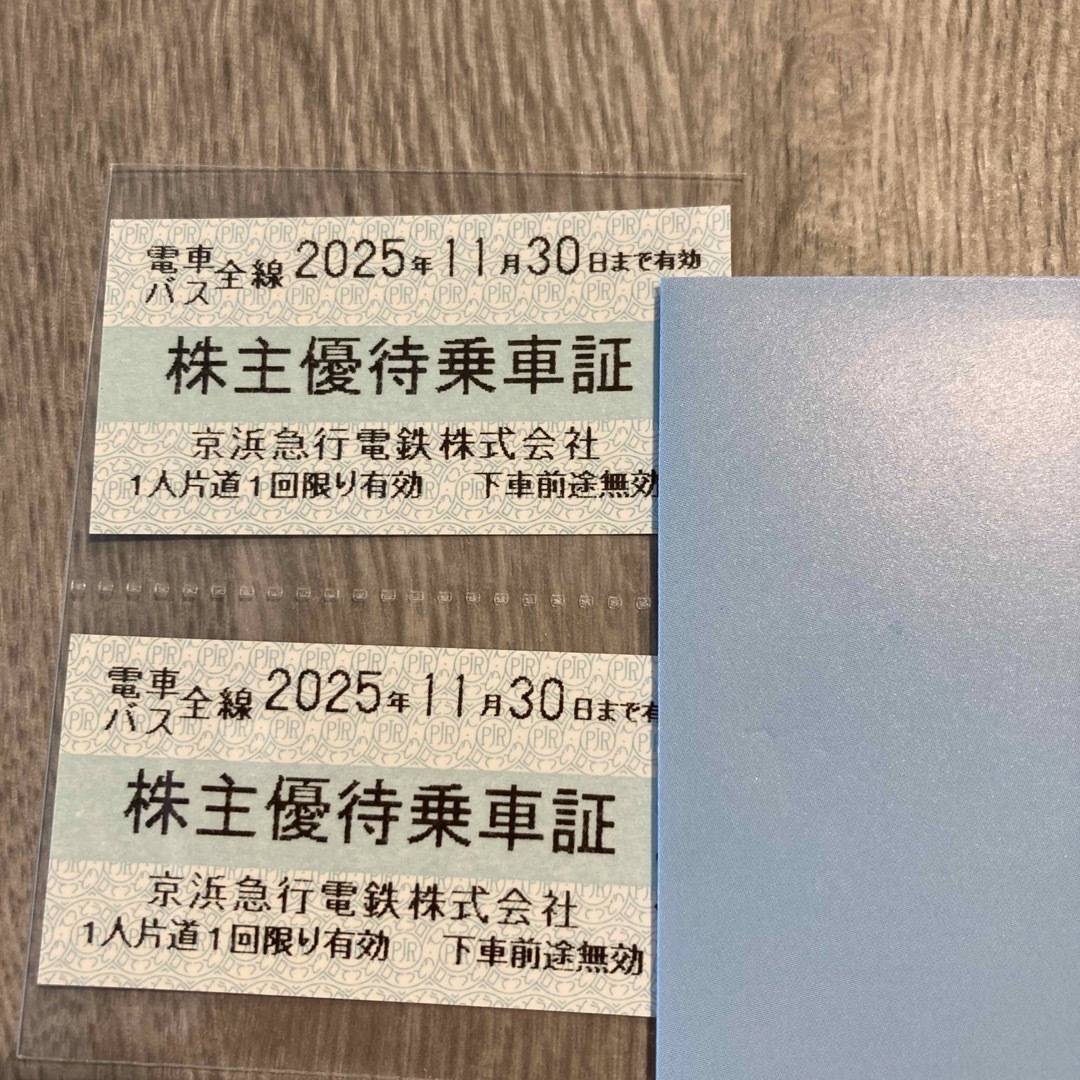 電車バス全線 2025年11月30日まで有効
株主優待乗車証
京浜急行電鉄株式会社
1人片道1回限り有効 下車前途無効
電車バス全線 2025年11月30日まで有
株主優待乗車証
京浜急行電鉄株式会社
1人片道1回限り有効 下車前途無効